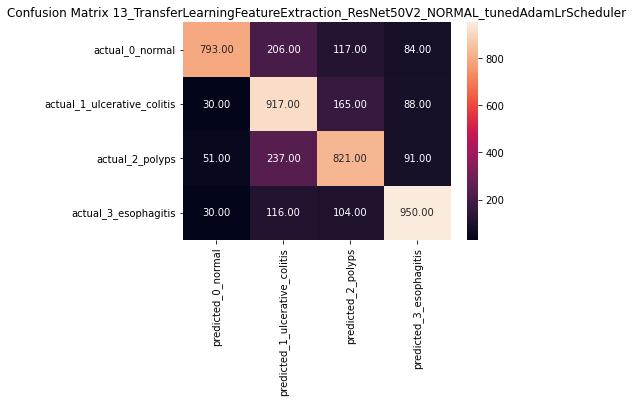 Confusion Matrix 13_TransferLearningFeatureExtraction_ResNet50V2_NORMAL_tunedAdamLrScheduler
actual_0_normal 793.00 206.00 117.00 84.00
actual_1_ulcerative_colitis 30.00 917.00 165.00 88.00
actual_2_polyps 51.00 237.00 821.00 91.00
actual_3_esophagitis 30.00 116.00 104.00 950.00
predicted_0_normal
predicted_1_ulcerative_colitis
predicted_2_polyps
predicted_3_esophagitis
800
600
400
200